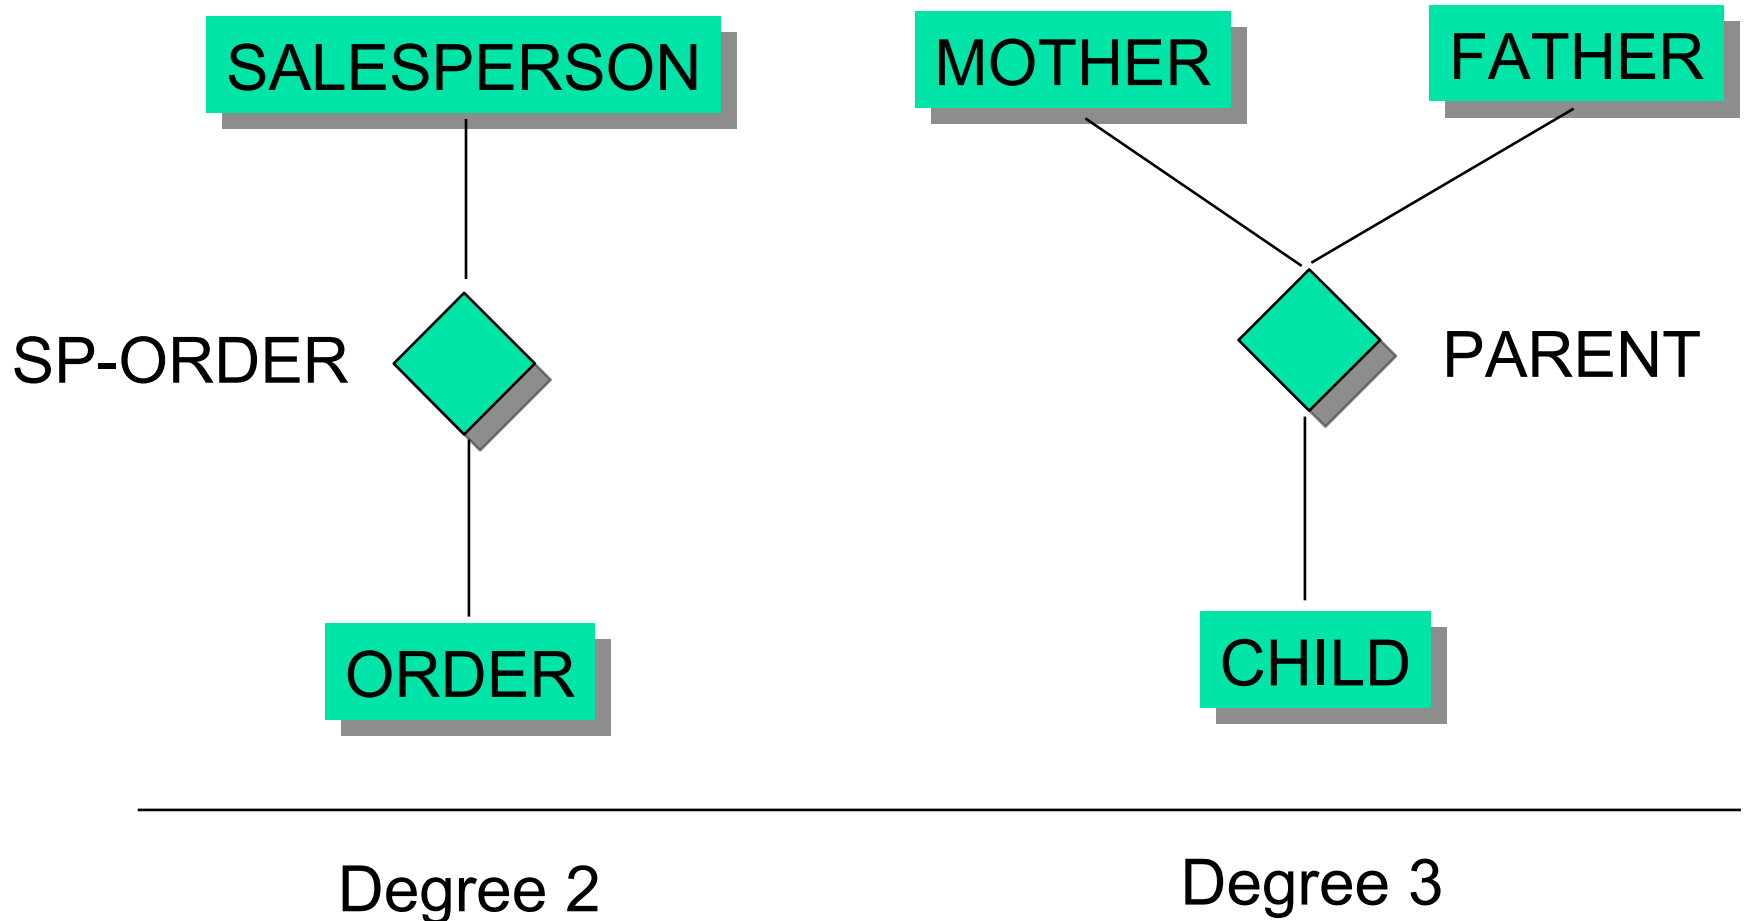 SALESPERSON
SP-ORDER
ORDER
Degree 2
MOTHER
FATHER
PARENT
CHILD
Degree 3